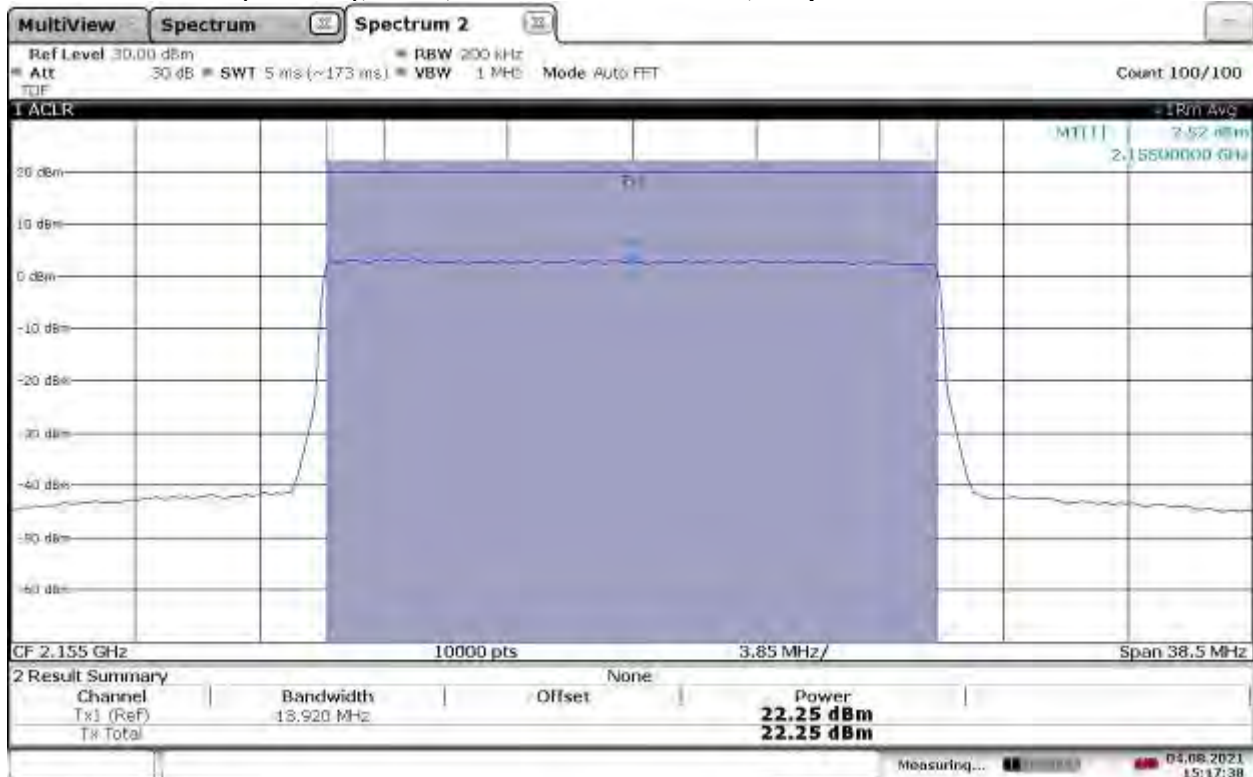 MultiView Spectrum Spectrum 2
Ref Level 30.00 dBm RBW 200 kHz
Att 30 dB SWT 5 ms (~173 ms) VBW 1 MHz Mode Auto FFT Count 100/100
TDF
1 ACLR 1Rm Avg
M1[1] 2.52 dBm
2.15500000 GHz
20 dBm
Tx1
10 dBm
0 dBm
-10 dBm
-20 dBm
-30 dBm
-40 dBm
-50 dBm
-60 dBm
CF 2.155 GHz 10000 pts 3.85 MHz/ Span 38.5 MHz
2 Result Summary None
Channel Bandwidth Offset Power
Tx1 (Ref) 22.25 dBm
Tx Total 22.25 dBm
Measuring... 04.08.2021
15:17:38